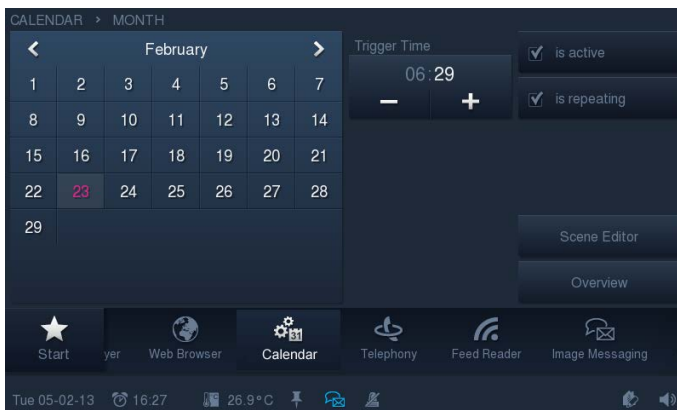 CALENDAR > MONTH
February
1 2 3 4 5 6 7
8 9 10 11 12 13 14
15 16 17 18 19 20 21
22 23 24 25 26 27 28
29
Trigger Time
06:29
− +
is active
is repeating
Scene Editor
Overview
Start
yer
Web Browser
31
Calendar
Telephony
Feed Reader
Image Messaging
Tue 05-02-13 16:27 26.9°C